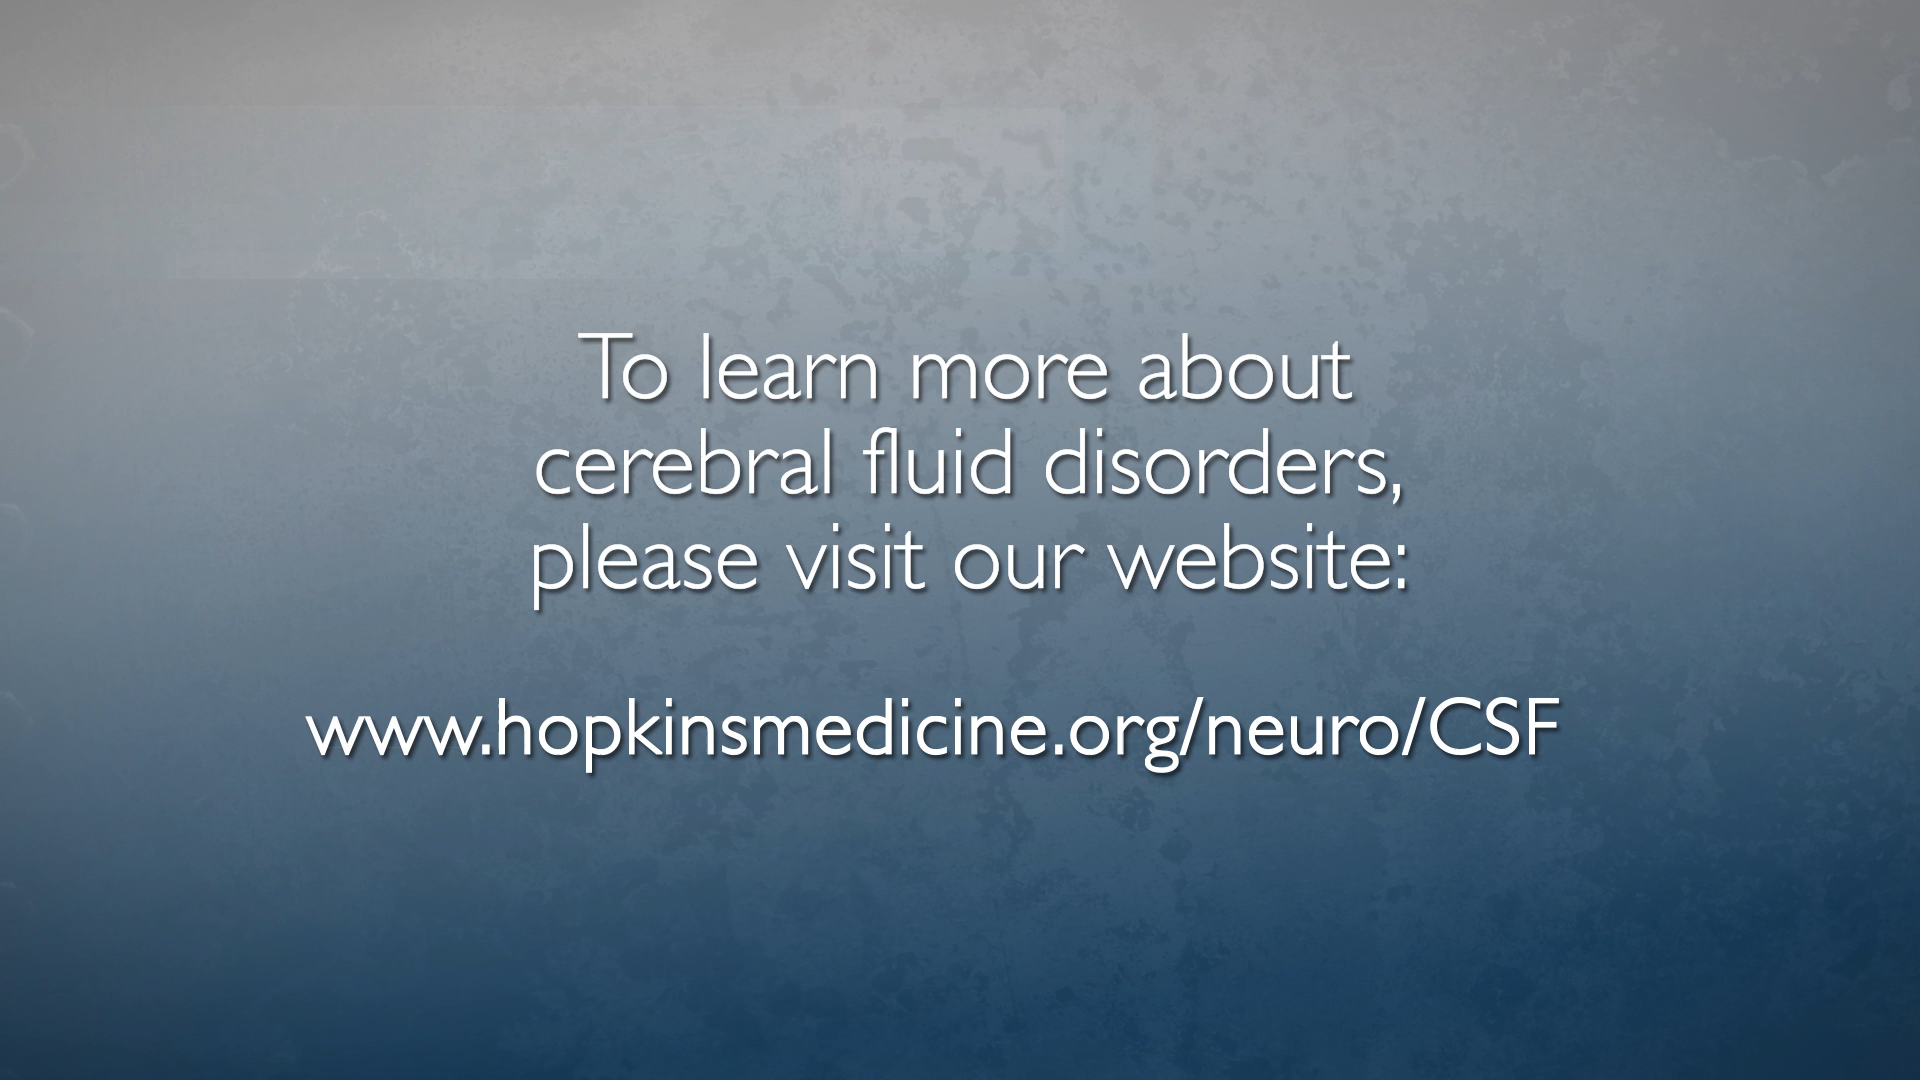 To learn more about
cerebral fluid disorders,
please visit our website:
www.hopkinsmedicine.org/neuro/CSF